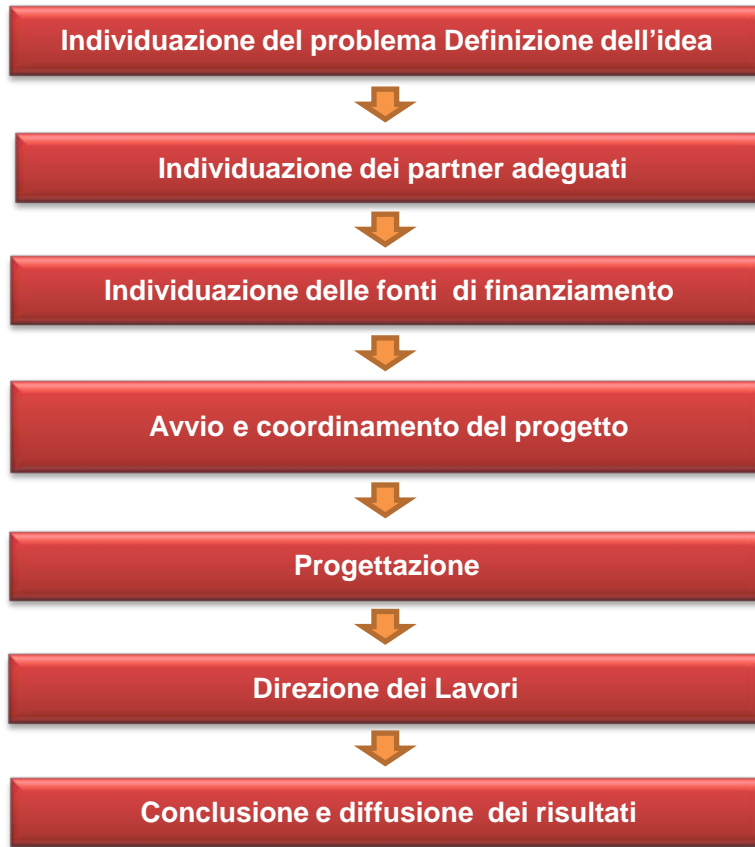 Individuazione del problema Definizione dell’idea
Individuazione dei partner adeguati
Individuazione delle fonti di finanziamento
Avvio e coordinamento del progetto
Progettazione
Direzione dei Lavori
Conclusione e diffusione dei risultati